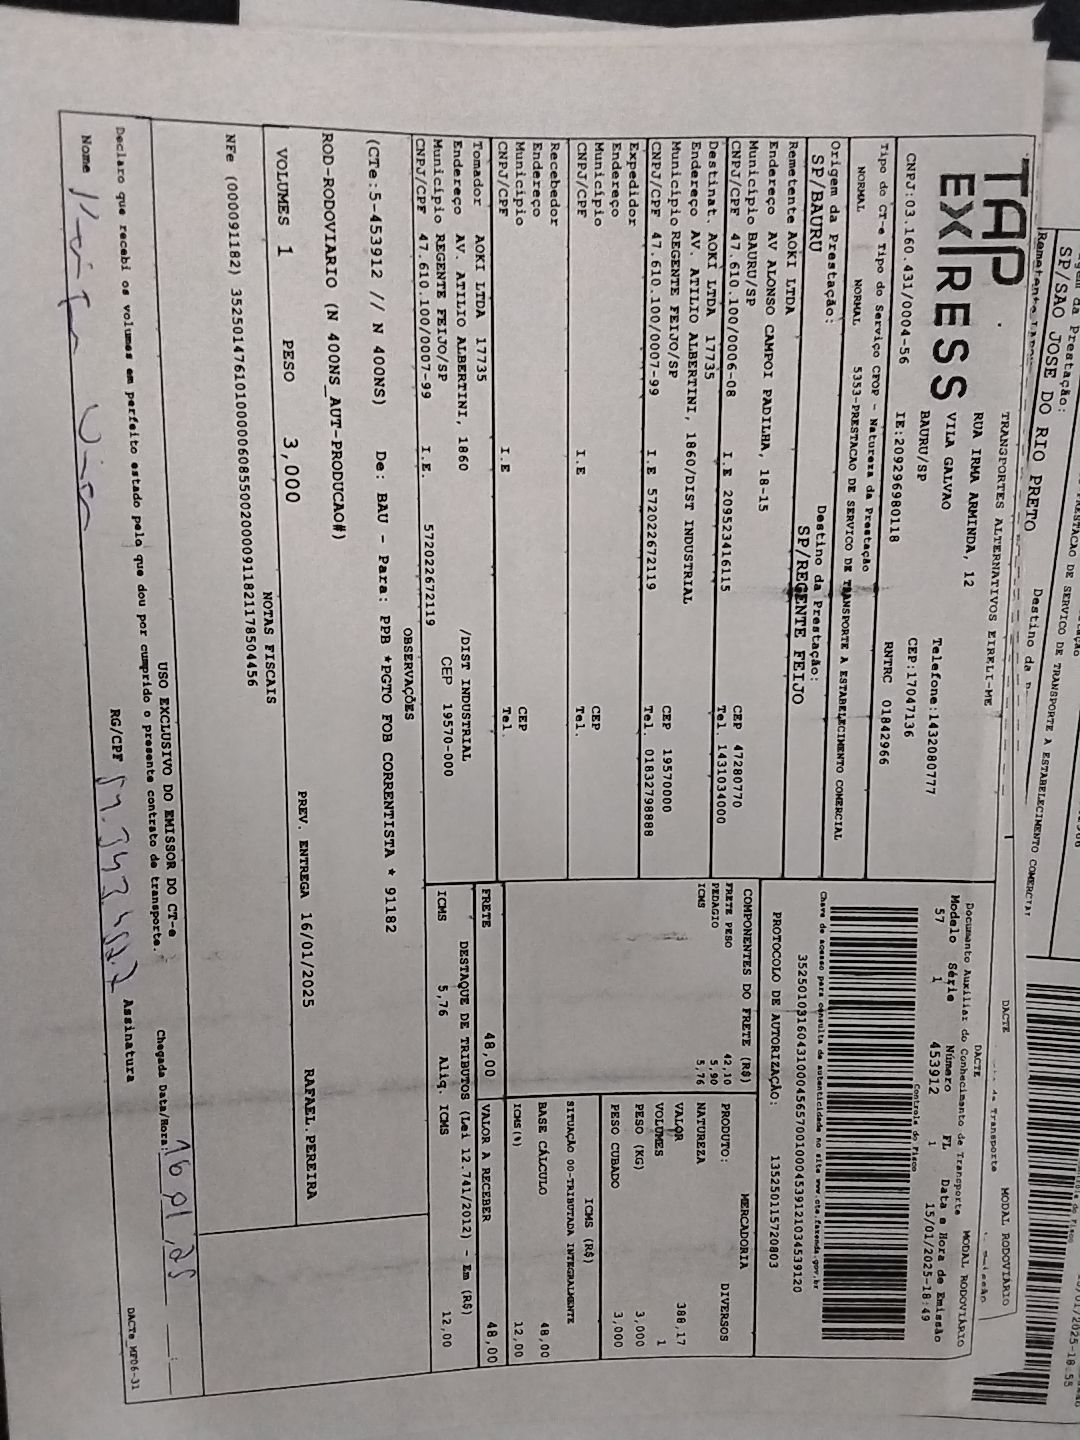 SP/SAO JOSE DO RIO PRETO
Destino da
TAP EXPRESS
TRANSPORTES ALTERNATIVOS EIRELI-ME
RUA IRMA ARMINDA, 12
VILA GALVAO
BAURU/SP
Telefone:1432080777
CEP:17047136
CNPJ:03.160.431/0004-56
IE:209296980118
RNTRC 01842966
DACTE
MODAL RODOVIÁRIO
Documento Auxiliar do Conhecimento de Transporte
Modelo Série Número FL Data e Hora de Emissão
57 1 453912 1 15/01/2025-18:49
Controle do Fisco
Tipo do CT-e Tipo do Serviço CFOP - Natureza da Prestação
NORMAL NORMAL 5353-PRESTACAO DE SERVICO DE TRANSPORTE A ESTABELECIMENTO COMERCIAL
Chave de acesso para consulta de autenticidade no site www.cte.fazenda.gov.br
PROTOCOLO DE AUTORIZAÇÃO: 135250115720803
Origem da Prestação: Destino da Prestação:
SP/BAURU SP/REGENTE FEIJO
Remetente AOKI LTDA
Endereço AV ALONSO CAMPOI PADILHA, 18-15
Município BAURU/SP CEP 47280770
CNPJ/CPF 47.610.100/0006-08 I.E 209523416115 Tel. 1431034000
Destinat. AOKI LTDA 17735
Endereço AV. ATILIO ALBERTINI, 1860/DIST INDUSTRIAL
Município REGENTE FEIJO/SP CEP 19570000
CNPJ/CPF 47.610.100/0007-99 I.E 572022672119 Tel. 01832798888
Expedidor
Endereço
Município CEP
CNPJ/CPF I.E Tel.
Recebedor
Endereço
Município CEP
CNPJ/CPF I.E Tel.
Tomador AOKI LTDA 17735
Endereço AV. ATILIO ALBERTINI, 1860 /DIST INDUSTRIAL
Município REGENTE FEIJO/SP CEP 19570-000
CNPJ/CPF 47.610.100/0007-99 I.E. 572022672119
COMPONENTES DO FRETE (R$)
FRETE PESO 42,10
PEDAGIO 5,90
ICMS 5,76
FRETE 48,00
MERCADORIA
PRODUTO: DIVERSOS
NATUREZA
VALOR 388,17
VOLUMES 1
PESO (KG) 3,000
PESO CUBADO 3,000
ICMS (R$)
SITUAÇÃO 00-TRIBUTADA INTEGRALMENTE
BASE CÁLCULO 48,00
ICMS(%) 12,00
VALOR A RECEBER 48,00
DESTAQUE DE TRIBUTOS (Lei 12.741/2012) - Em (R$)
ICMS 5,76 Aliq. ICMS 12,00
OBSERVAÇÕES
(CTe:5-453912 // N 400NS) De: BAU - Para: PPB *PGTO FOB CORRENTISTA * 91182
ROD-RODOVIARIO (N 400NS_AUT-PRODUCAO#)
VOLUMES 1 PESO 3,000 PREV. ENTREGA 16/01/2025 RAFAEL.PEREIRA
NOTAS FISCAIS
USO EXCLUSIVO DO EMISSOR DO CT-e
Declaro que recebi os volumes em perfeito estado pelo que dou por cumprido o presente contrato de transporte.
Chegada Data/Hora: 16 01 25
Nome
RG/CPF
Assinatura
DACTe_MF06-31